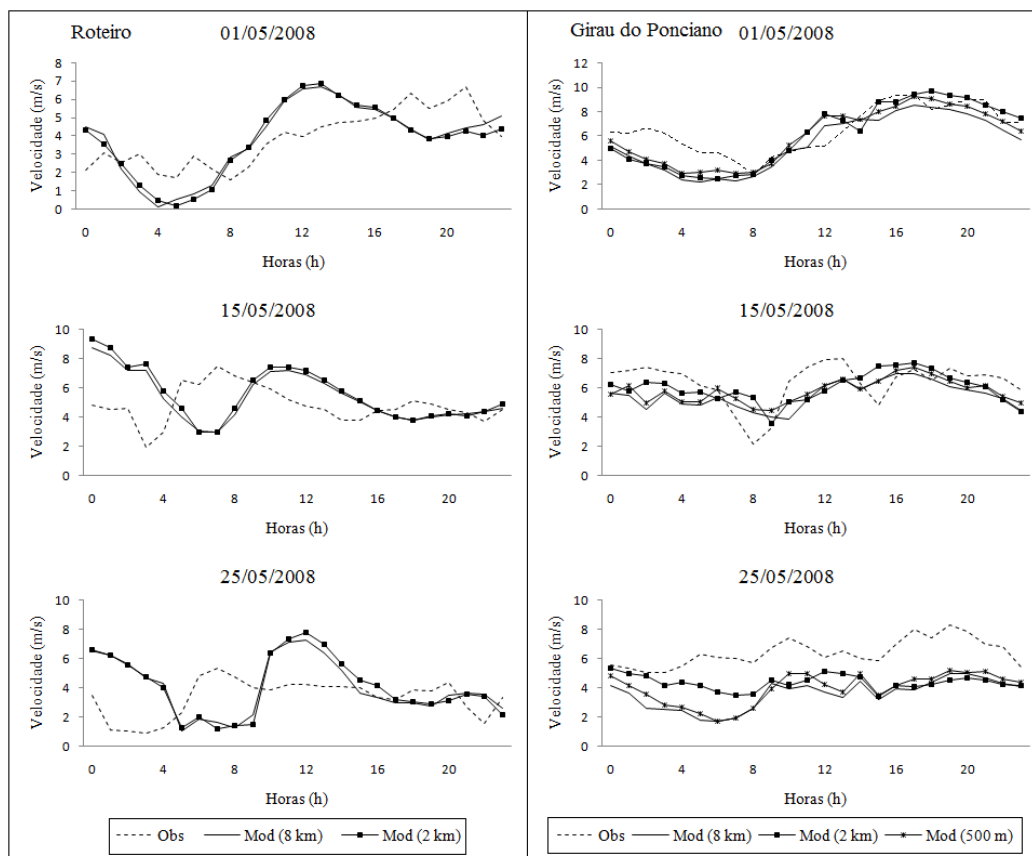 Roteiro
01/05/2008
Velocidade (m/s)
8
7
6
5
4
3
2
1
0
0 4 8 12 16 20
Horas (h)
15/05/2008
Velocidade (m/s)
10
8
6
4
2
0
0 4 8 12 16 20
Horas (h)
25/05/2008
Velocidade (m/s)
10
8
6
4
2
0
0 4 8 12 16 20
Horas (h)
Obs Mod (8 km) Mod (2 km)
Girau do Ponciano
01/05/2008
Velocidade (m/s)
12
10
8
6
4
2
0
0 4 8 12 16 20
Horas (h)
15/05/2008
Velocidade (m/s)
10
8
6
4
2
0
0 4 8 12 16 20
Horas (h)
25/05/2008
Velocidade (m/s)
10
8
6
4
2
0
0 4 8 12 16 20
Horas (h)
Obs Mod (8 km) Mod (2 km) Mod (500 m)